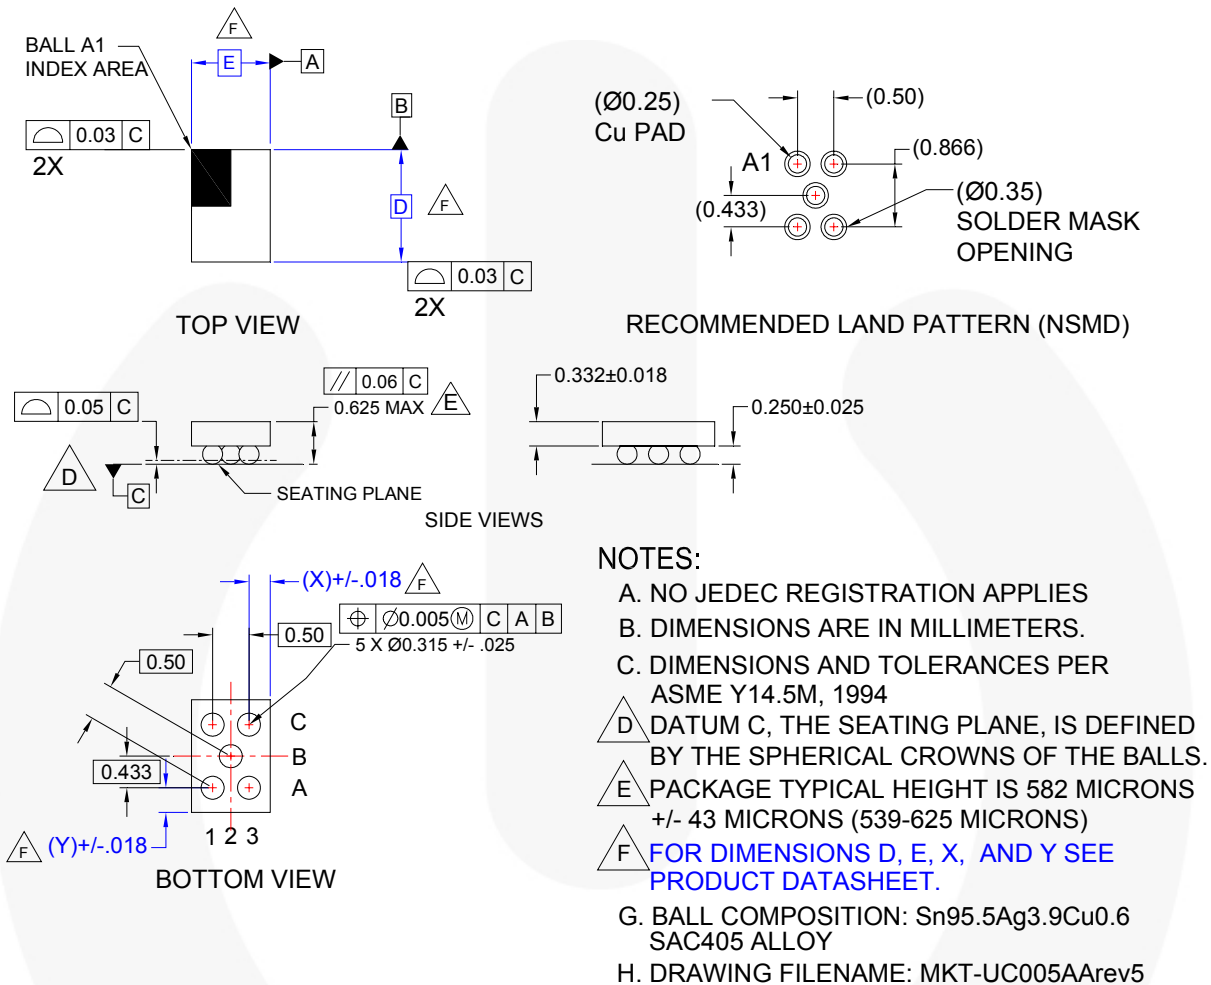 F
BALL A1
INDEX AREA
E
A
B
0.03 C
2X
D
F
0.03 C
2X
TOP VIEW
(Ø0.25)
Cu PAD
(0.50)
A1
(0.866)
(0.433)
(Ø0.35)
SOLDER MASK
OPENING
RECOMMENDED LAND PATTERN (NSMD)
0.05 C
// 0.06 C
0.625 MAX
E
D
C
SEATING PLANE
0.332±0.018
0.250±0.025
SIDE VIEWS
(X)+/-.018
F
0.50
Ø0.005Ⓜ C A B
5 X Ø0.315 +/- .025
0.50
C
B
0.433
A
F
(Y)+/-.018
1 2 3
BOTTOM VIEW
NOTES:
A. NO JEDEC REGISTRATION APPLIES
B. DIMENSIONS ARE IN MILLIMETERS.
C. DIMENSIONS AND TOLERANCES PER
ASME Y14.5M, 1994
D DATUM C, THE SEATING PLANE, IS DEFINED
BY THE SPHERICAL CROWNS OF THE BALLS.
E PACKAGE TYPICAL HEIGHT IS 582 MICRONS
+/- 43 MICRONS (539-625 MICRONS)
F FOR DIMENSIONS D, E, X, AND Y SEE
PRODUCT DATASHEET.
G. BALL COMPOSITION: Sn95.5Ag3.9Cu0.6
SAC405 ALLOY
H. DRAWING FILENAME: MKT-UC005AArev5